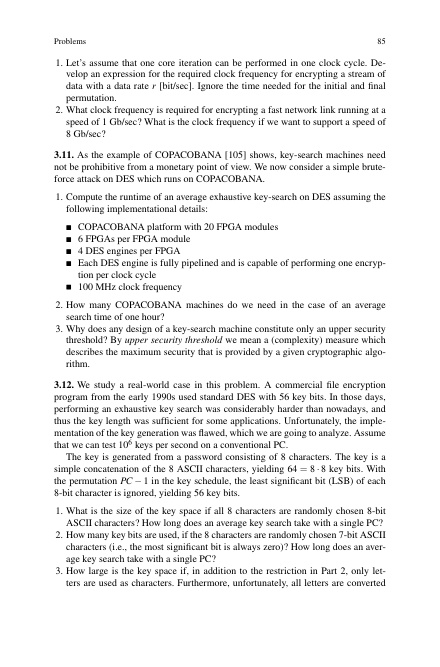 Problems 85
1. Let's assume that one core iteration can be performed in one clock cycle. De-
velop an expression for the required clock frequency for encrypting a stream of
data with a data rate r [bit/sec]. Ignore the time needed for the initial and final
permutation.
2. What clock frequency is required for encrypting a fast network link running at a
speed of 1 Gb/sec? What is the clock frequency if we want to support a speed of
8 Gb/sec?
3.11. As the example of COPACOBANA [105] shows, key-search machines need
not be prohibitive from a monetary point of view. We now consider a simple brute-
force attack on DES which runs on COPACOBANA.
1. Compute the runtime of an average exhaustive key-search on DES assuming the
following implementational details:
■ COPACOBANA platform with 20 FPGA modules
■ 6 FPGAs per FPGA module
■ 4 DES engines per FPGA
■ Each DES engine is fully pipelined and is capable of performing one encryp-
tion per clock cycle
■ 100 MHz clock frequency
2. How many COPACOBANA machines do we need in the case of an average
search time of one hour?
3. Why does any design of a key-search machine constitute only an upper security
threshold? By upper security threshold we mean a (complexity) measure which
describes the maximum security that is provided by a given cryptographic algo-
rithm.
3.12. We study a real-world case in this problem. A commercial file encryption
program from the early 1990s used standard DES with 56 key bits. In those days,
performing an exhaustive key search was considerably harder than nowadays, and
thus the key length was sufficient for some applications. Unfortunately, the imple-
mentation of the key generation was flawed, which we are going to analyze. Assume
that we can test 10⁶ keys per second on a conventional PC.
The key is generated from a password consisting of 8 characters. The key is a
simple concatenation of the 8 ASCII characters, yielding 64 = 8 · 8 key bits. With
the permutation PC − 1 in the key schedule, the least significant bit (LSB) of each
8-bit character is ignored, yielding 56 key bits.
1. What is the size of the key space if all 8 characters are randomly chosen 8-bit
ASCII characters? How long does an average key search take with a single PC?
2. How many key bits are used, if the 8 characters are randomly chosen 7-bit ASCII
characters (i.e., the most significant bit is always zero)? How long does an aver-
age key search take with a single PC?
3. How large is the key space if, in addition to the restriction in Part 2, only let-
ters are used as characters. Furthermore, unfortunately, all letters are converted